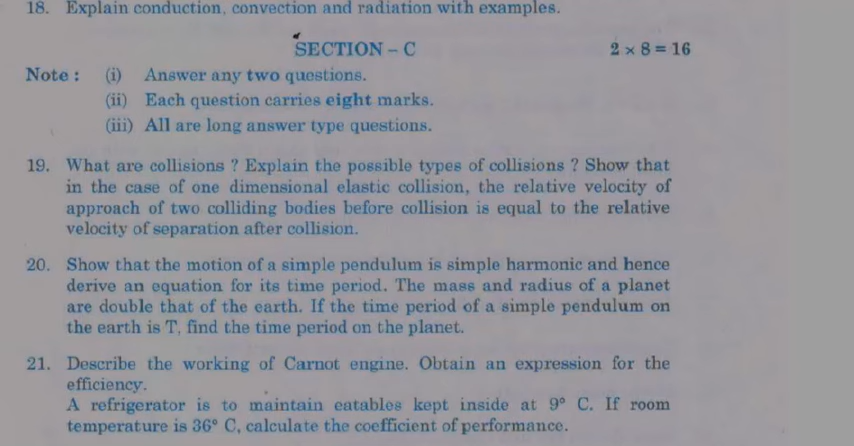 18. Explain conduction, convection and radiation with examples.
SECTION – C 2 × 8 = 16
Note : (i) Answer any two questions.
(ii) Each question carries eight marks.
(iii) All are long answer type questions.
19. What are collisions ? Explain the possible types of collisions ? Show that
in the case of one dimensional elastic collision, the relative velocity of
approach of two colliding bodies before collision is equal to the relative
velocity of separation after collision.
20. Show that the motion of a simple pendulum is simple harmonic and hence
derive an equation for its time period. The mass and radius of a planet
are double that of the earth. If the time period of a simple pendulum on
the earth is T, find the time period on the planet.
21. Describe the working of Carnot engine. Obtain an expression for the
efficiency.
A refrigerator is to maintain eatables kept inside at 9° C. If room
temperature is 36° C, calculate the coefficient of performance.